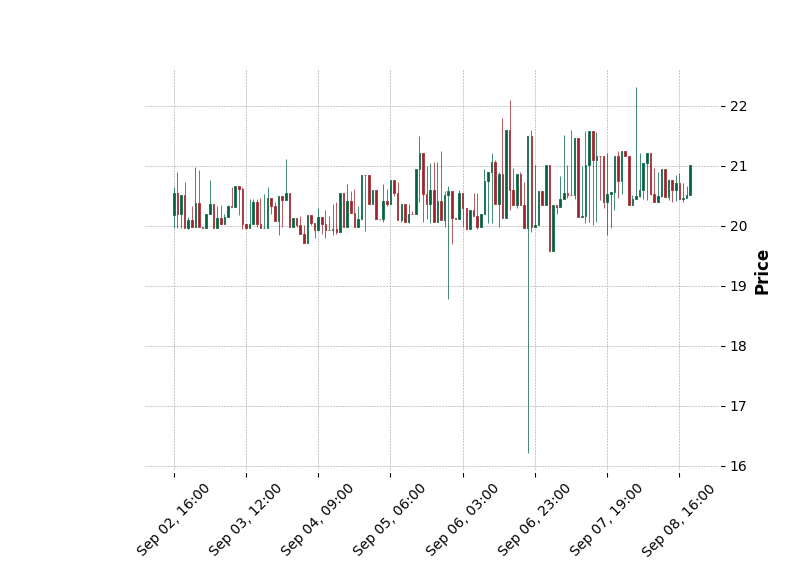 22
21
20
19
18
17
16
Price
Sep 02, 16:00
Sep 03, 12:00
Sep 04, 09:00
Sep 05, 06:00
Sep 06, 03:00
Sep 06, 23:00
Sep 07, 19:00
Sep 08, 16:00